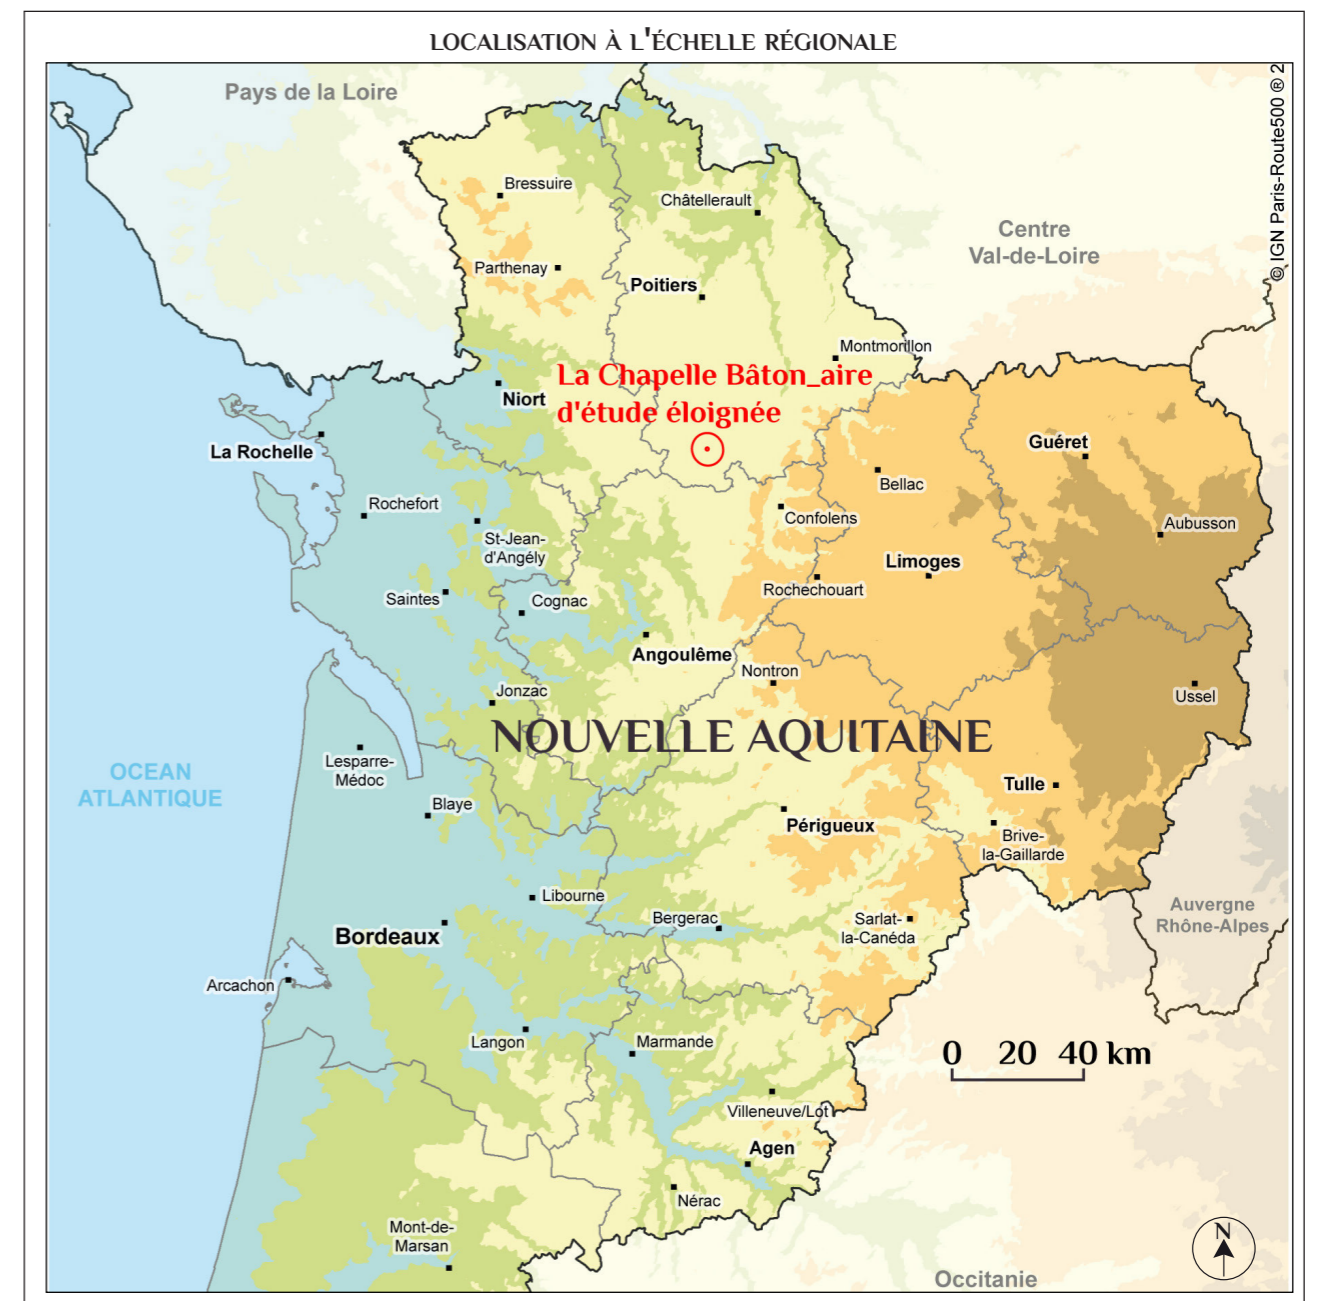 LOCALISATION À L'ÉCHELLE RÉGIONALE
© IGN Paris-Route500 ® 2
Pays de la Loire
Bressuire
Châtellerault
Centre
Val-de-Loire
Parthenay
Poitiers
Montmorillon
La Chapelle Bâton_aire
d'étude éloignée
Niort
La Rochelle
Guéret
Bellac
Rochefort
Confolens
Aubusson
St-Jean-
d'Angély
Limoges
Rochechouart
Saintes
Cognac
Angoulême
Nontron
Jonzac
Ussel
NOUVELLE AQUITAINE
Lesparre-
Médoc
OCEAN
ATLANTIQUE
Tulle
Blaye
Périgueux
Brive-
la-Gaillarde
Libourne
Bergerac
Sarlat-
la-Canéda
Auvergne
Rhône-Alpes
Bordeaux
Arcachon
Langon
Marmande
0 20 40 km
Villeneuve/Lot
Agen
Nérac
Mont-de-
Marsan
N
Occitanie